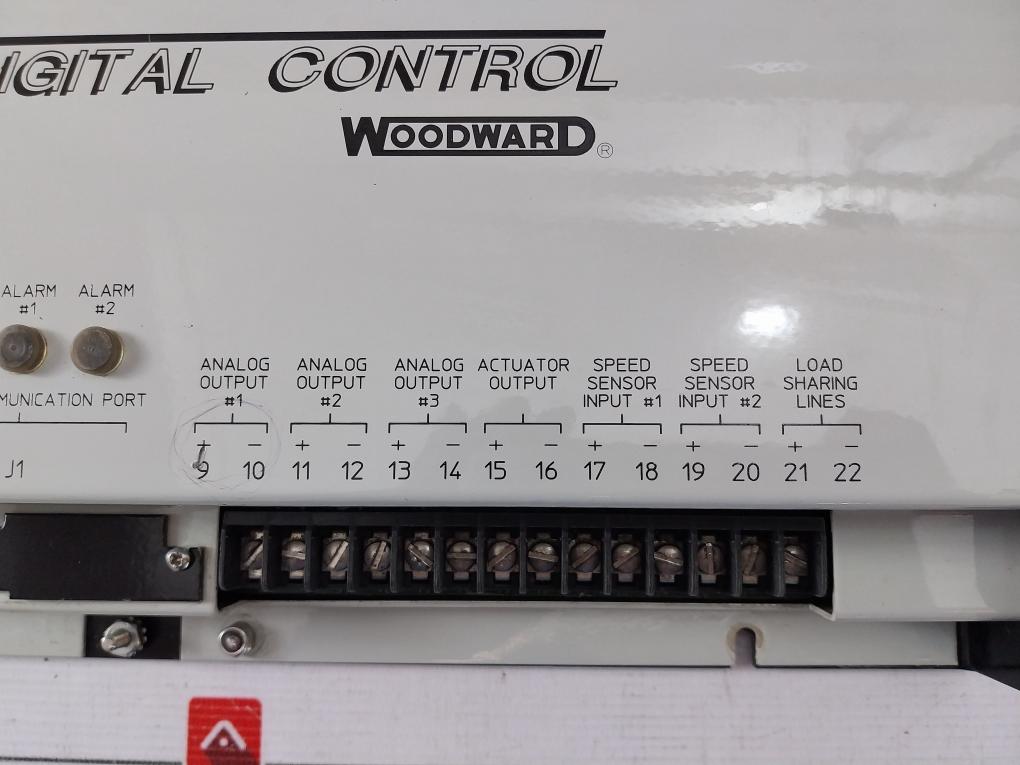 IGITAL CONTROL
WOODWARD®
ALARM #1
ALARM #2
MUNICATION PORT
J1
ANALOG OUTPUT #1
ANALOG OUTPUT #2
ANALOG OUTPUT #3
ACTUATOR OUTPUT
SPEED SENSOR INPUT #1
SPEED SENSOR INPUT #2
LOAD SHARING LINES
+ − + − + − + − + − + − + −
9 10 11 12 13 14 15 16 17 18 19 20 21 22